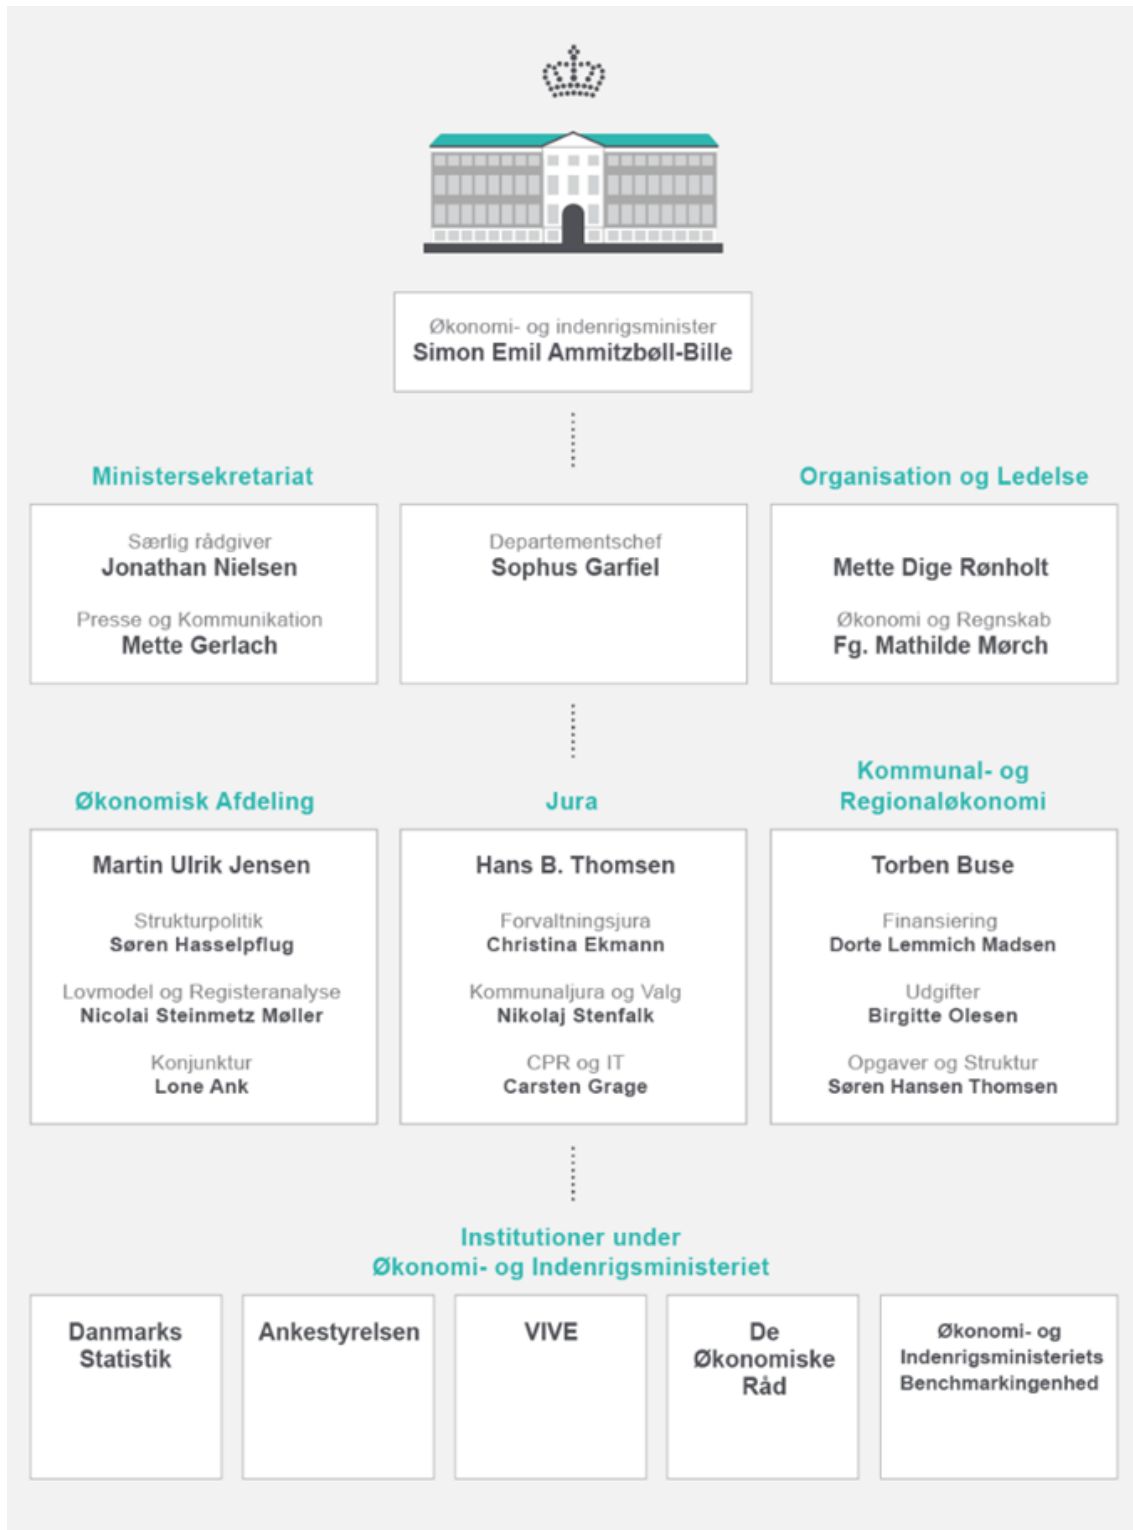 Økonomi- og indenrigsminister
Simon Emil Ammitzbøll-Bille
Ministersekretariat
Særlig rådgiver
Jonathan Nielsen
Presse og Kommunikation
Mette Gerlach
Departementschef
Sophus Garfiel
Organisation og Ledelse
Mette Dige Rønholt
Økonomi og Regnskab
Fg. Mathilde Mørch
Økonomisk Afdeling
Martin Ulrik Jensen
Strukturpolitik
Søren Hasselpflug
Lovmodel og Registeranalyse
Nicolai Steinmetz Møller
Konjunktur
Lone Ank
Jura
Hans B. Thomsen
Forvaltningsjura
Christina Ekmann
Kommunaljura og Valg
Nikolaj Stenfalk
CPR og IT
Carsten Grage
Kommunal- og
Regionaløkonomi
Torben Buse
Finansiering
Dorte Lemmich Madsen
Udgifter
Birgitte Olesen
Opgaver og Struktur
Søren Hansen Thomsen
Institutioner under
Økonomi- og Indenrigsministeriet
Danmarks
Statistik
Ankestyrelsen
VIVE
De
Økonomiske
Råd
Økonomi- og
Indenrigsministeriets
Benchmarkingenhed